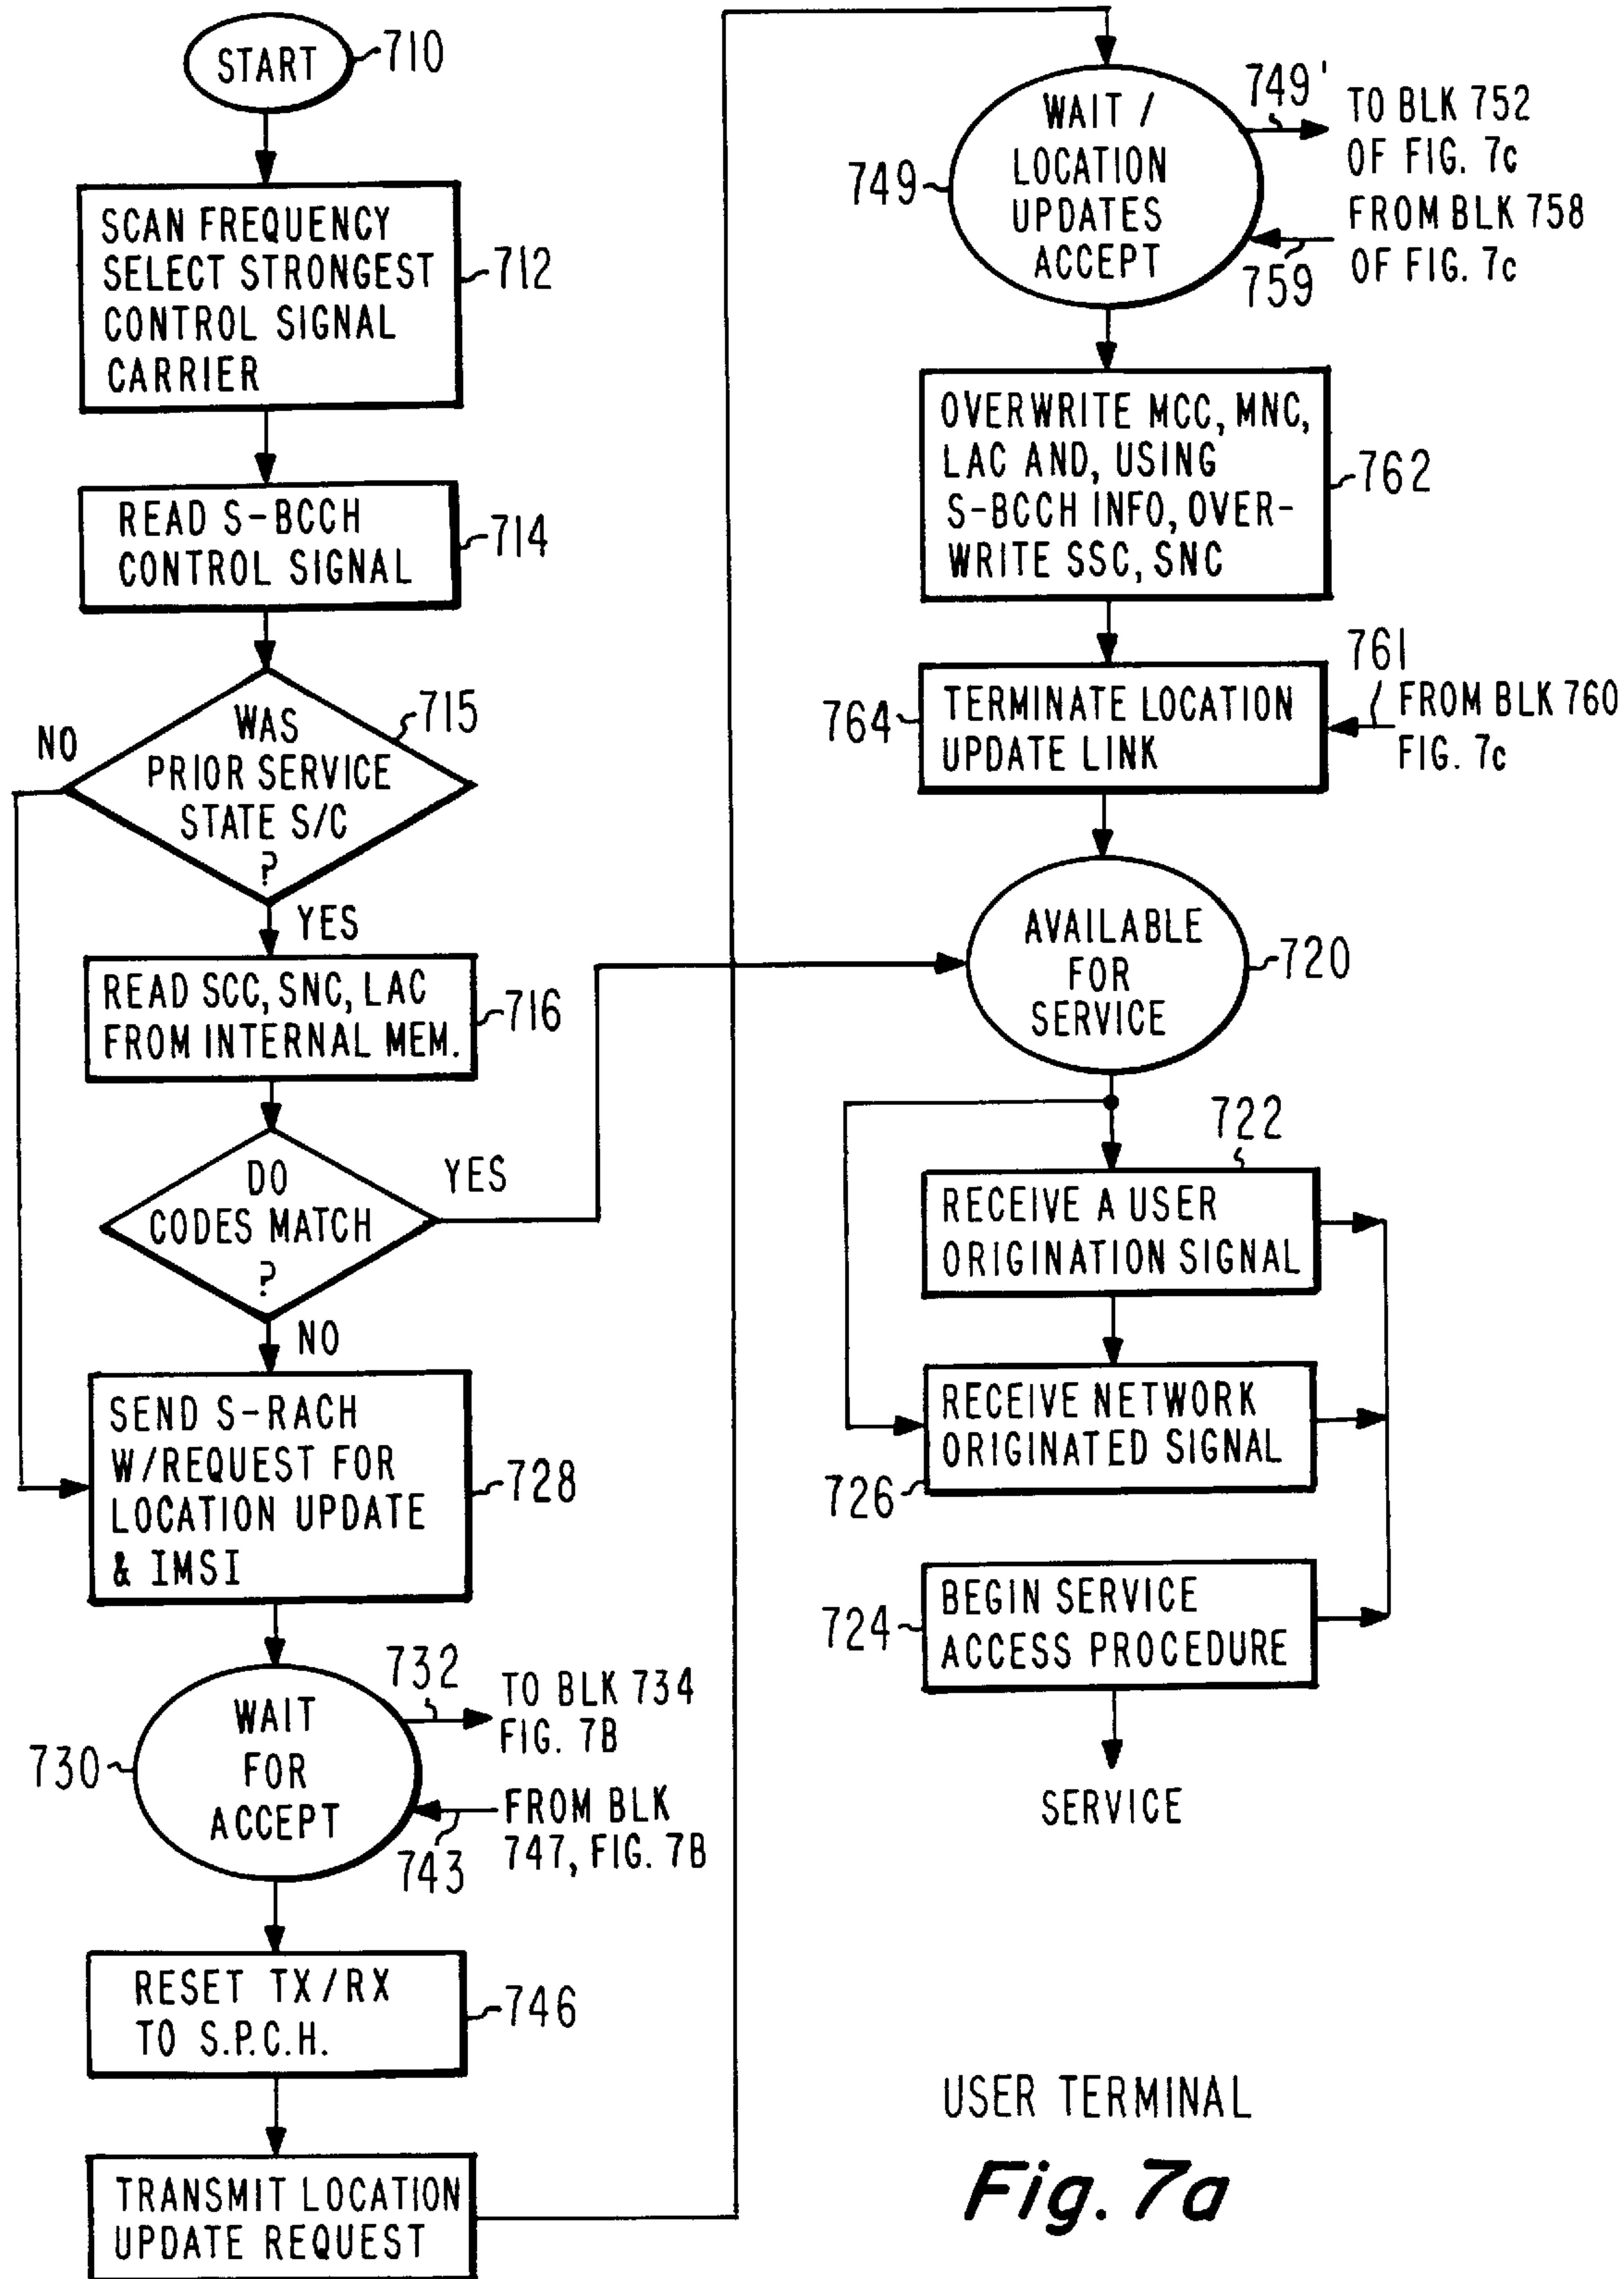 START
710
SCAN FREQUENCY
SELECT STRONGEST
CONTROL SIGNAL
CARRIER
712
READ S-BCCH
CONTROL SIGNAL
714
WAS
PRIOR SERVICE
STATE S/C
?
715
NO
YES
READ SCC, SNC, LAC
FROM INTERNAL MEM.
716
DO
CODES MATCH
?
YES
NO
SEND S-RACH
W/REQUEST FOR
LOCATION UPDATE
& IMSI
728
WAIT
FOR
ACCEPT
730
732
TO BLK 734
FIG. 7B
743
FROM BLK
747, FIG. 7B
RESET TX/RX
TO S.P.C.H.
746
TRANSMIT LOCATION
UPDATE REQUEST
WAIT /
LOCATION
UPDATES
ACCEPT
749
749'
TO BLK 752
OF FIG. 7c
FROM BLK 758
OF FIG. 7c
759
OVERWRITE MCC, MNC,
LAC AND, USING
S-BCCH INFO, OVER-
WRITE SSC, SNC
762
TERMINATE LOCATION
UPDATE LINK
764
761
FROM BLK 760
FIG. 7c
AVAILABLE
FOR
SERVICE
720
722
RECEIVE A USER
ORIGINATION SIGNAL
RECEIVE NETWORK
ORIGINATED SIGNAL
726
BEGIN SERVICE
ACCESS PROCEDURE
724
SERVICE
USER TERMINAL
Fig. 7a